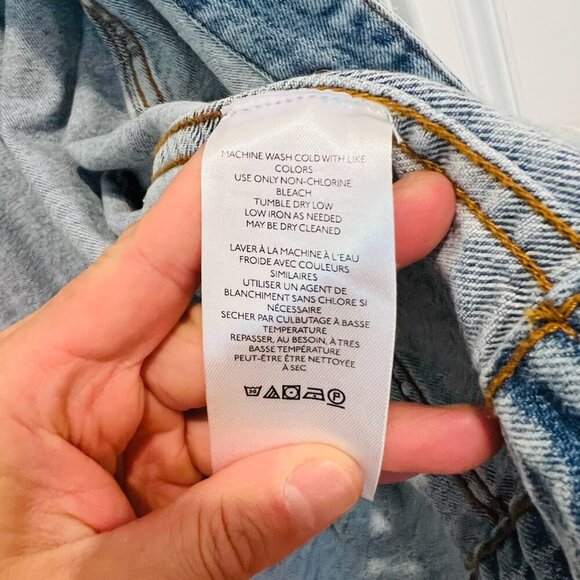 MACHINE WASH COLD WITH LIKE
COLORS
USE ONLY NON-CHLORINE
BLEACH
TUMBLE DRY LOW
LOW IRON AS NEEDED
MAY BE DRY CLEANED
LAVER À LA MACHINE À L'EAU
FROIDE AVEC COULEURS
SIMILAIRES
UTILISER UN AGENT DE
BLANCHIMENT SANS CHLORE SI
NÉCESSAIRE
SECHER PAR CULBUTAGE À BASSE
TEMPERATURE
REPASSER, AU BESOIN, À TRÈS
BASSE TEMPÉRATURE
PEUT-ÊTRE ÊTRE NETTOYÉE
À SEC
30 P